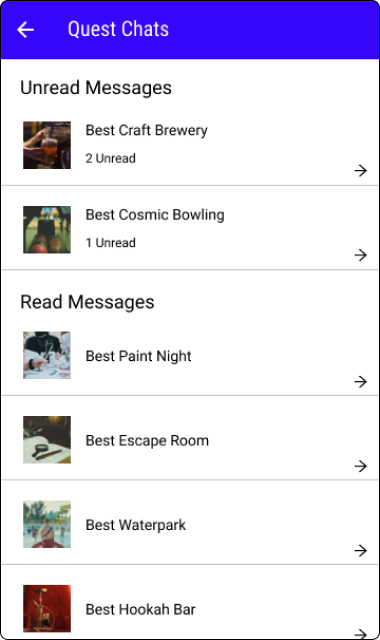 Quest Chats
Unread Messages
Best Craft Brewery
2 Unread
Best Cosmic Bowling
1 Unread
Read Messages
Best Paint Night
Best Escape Room
Best Waterpark
Best Hookah Bar